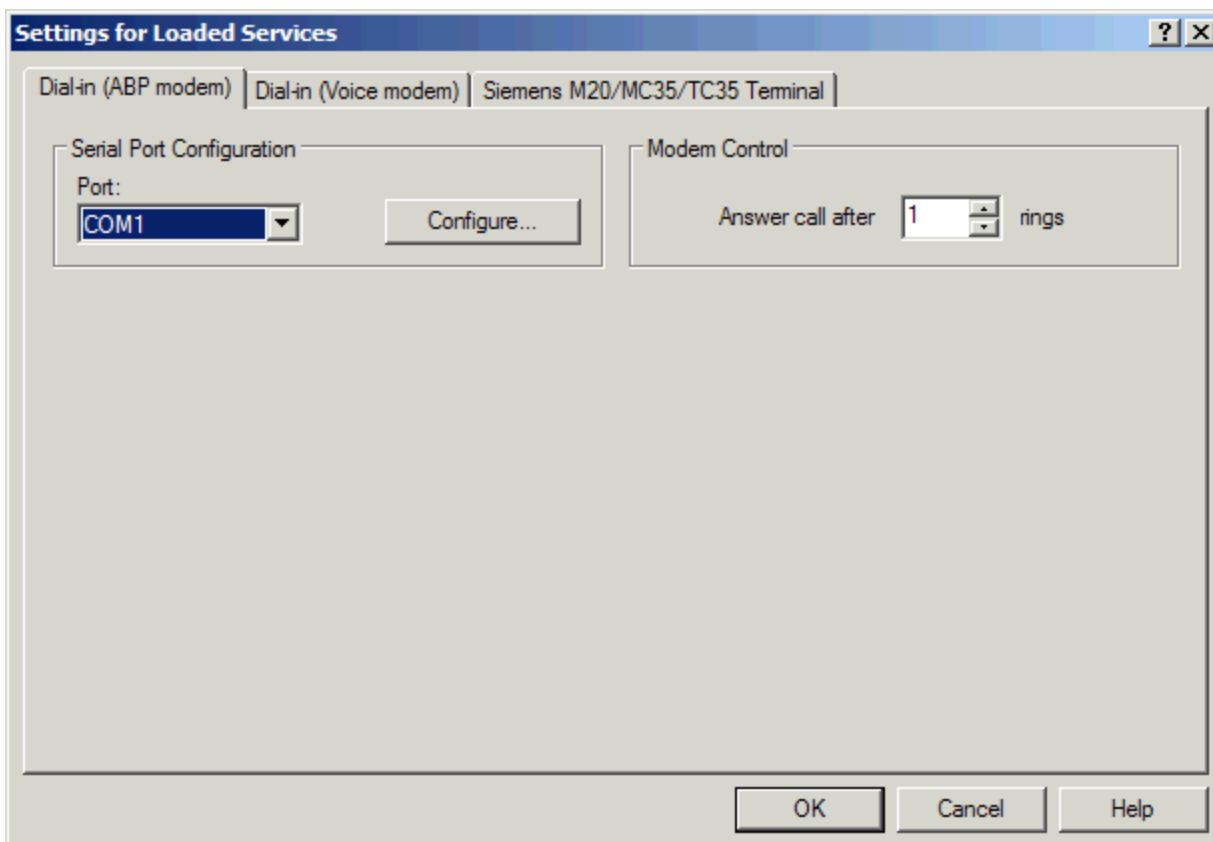 Settings for Loaded Services
Dial-in (ABP modem) Dial-in (Voice modem) Siemens M20/MC35/TC35 Terminal
Serial Port Configuration Modem Control
Port:
COM1 Configure... Answer call after 1 rings
OK Cancel Help